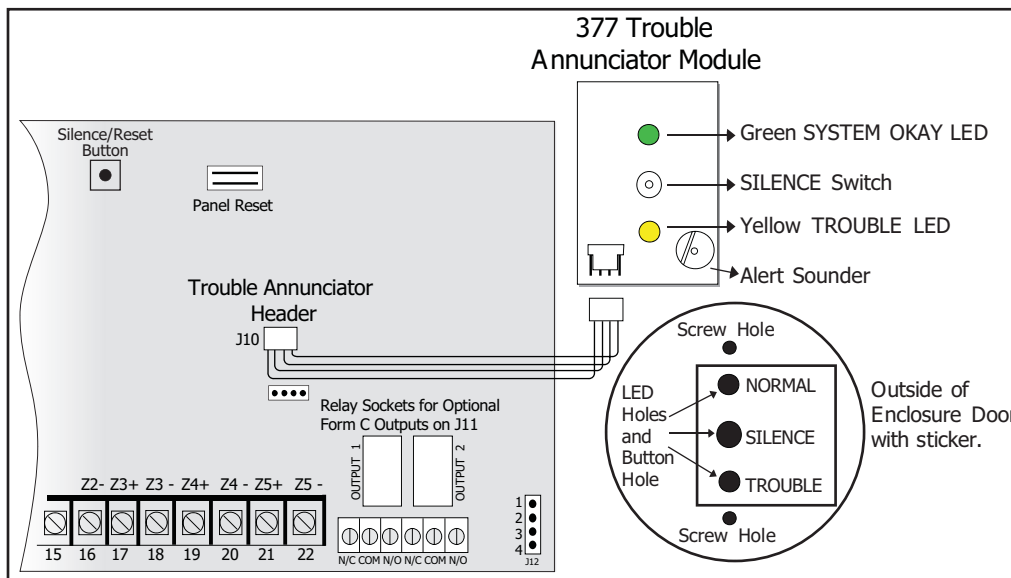 377 Trouble
Annunciator Module
Green SYSTEM OKAY LED
SILENCE Switch
Yellow TROUBLE LED
Alert Sounder
Silence/Reset
Button
Panel Reset
Trouble Annunciator
Header
J10
Relay Sockets for Optional
Form C Outputs on J11
OUTPUT 1
OUTPUT 2
Z2- Z3+ Z3 - Z4+ Z4 - Z5+ Z5 -
15 16 17 18 19 20 21 22
N/C COM N/O N/C COM N/O
1
2
3
4
J12
Screw Hole
LED
Holes
and
Button
Hole
NORMAL
SILENCE
TROUBLE
Screw Hole
Outside of
Enclosure Door
with sticker.